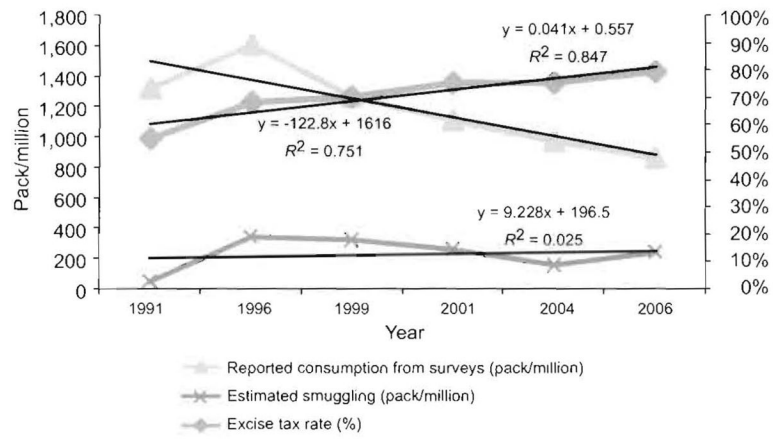 1,800
1,600
1,400
1,200
1,000
800
600
400
200
0
Pack/million
100%
90%
80%
70%
60%
50%
40%
30%
20%
10%
0%
y = 0.041x + 0.557
R² = 0.847
y = -122.8x + 1616
R² = 0.751
y = 9.228x + 196.5
R² = 0.025
1991 1996 1999 2001 2004 2006
Year
Reported consumption from surveys (pack/million)
Estimated smuggling (pack/million)
Excise tax rate (%)